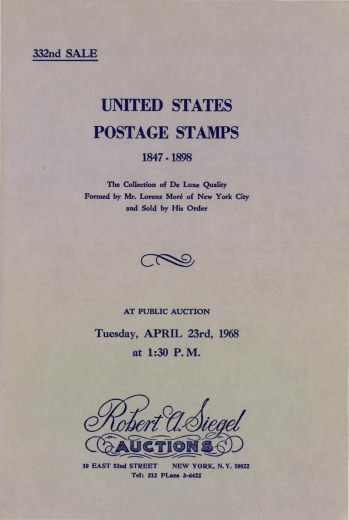 332nd SALE
UNITED STATES
POSTAGE STAMPS
1847 - 1898
The Collection of De Luxe Quality
Formed by Mr. Lorenz Moré of New York City
and Sold by His Order
AT PUBLIC AUCTION
Tuesday, APRIL 23rd, 1968
at 1:30 P. M.
Robert A. Siegel
AUCTIONS
10 EAST 52nd STREET NEW YORK, N. Y. 10022
Tel: 212 PLaza 3-6422